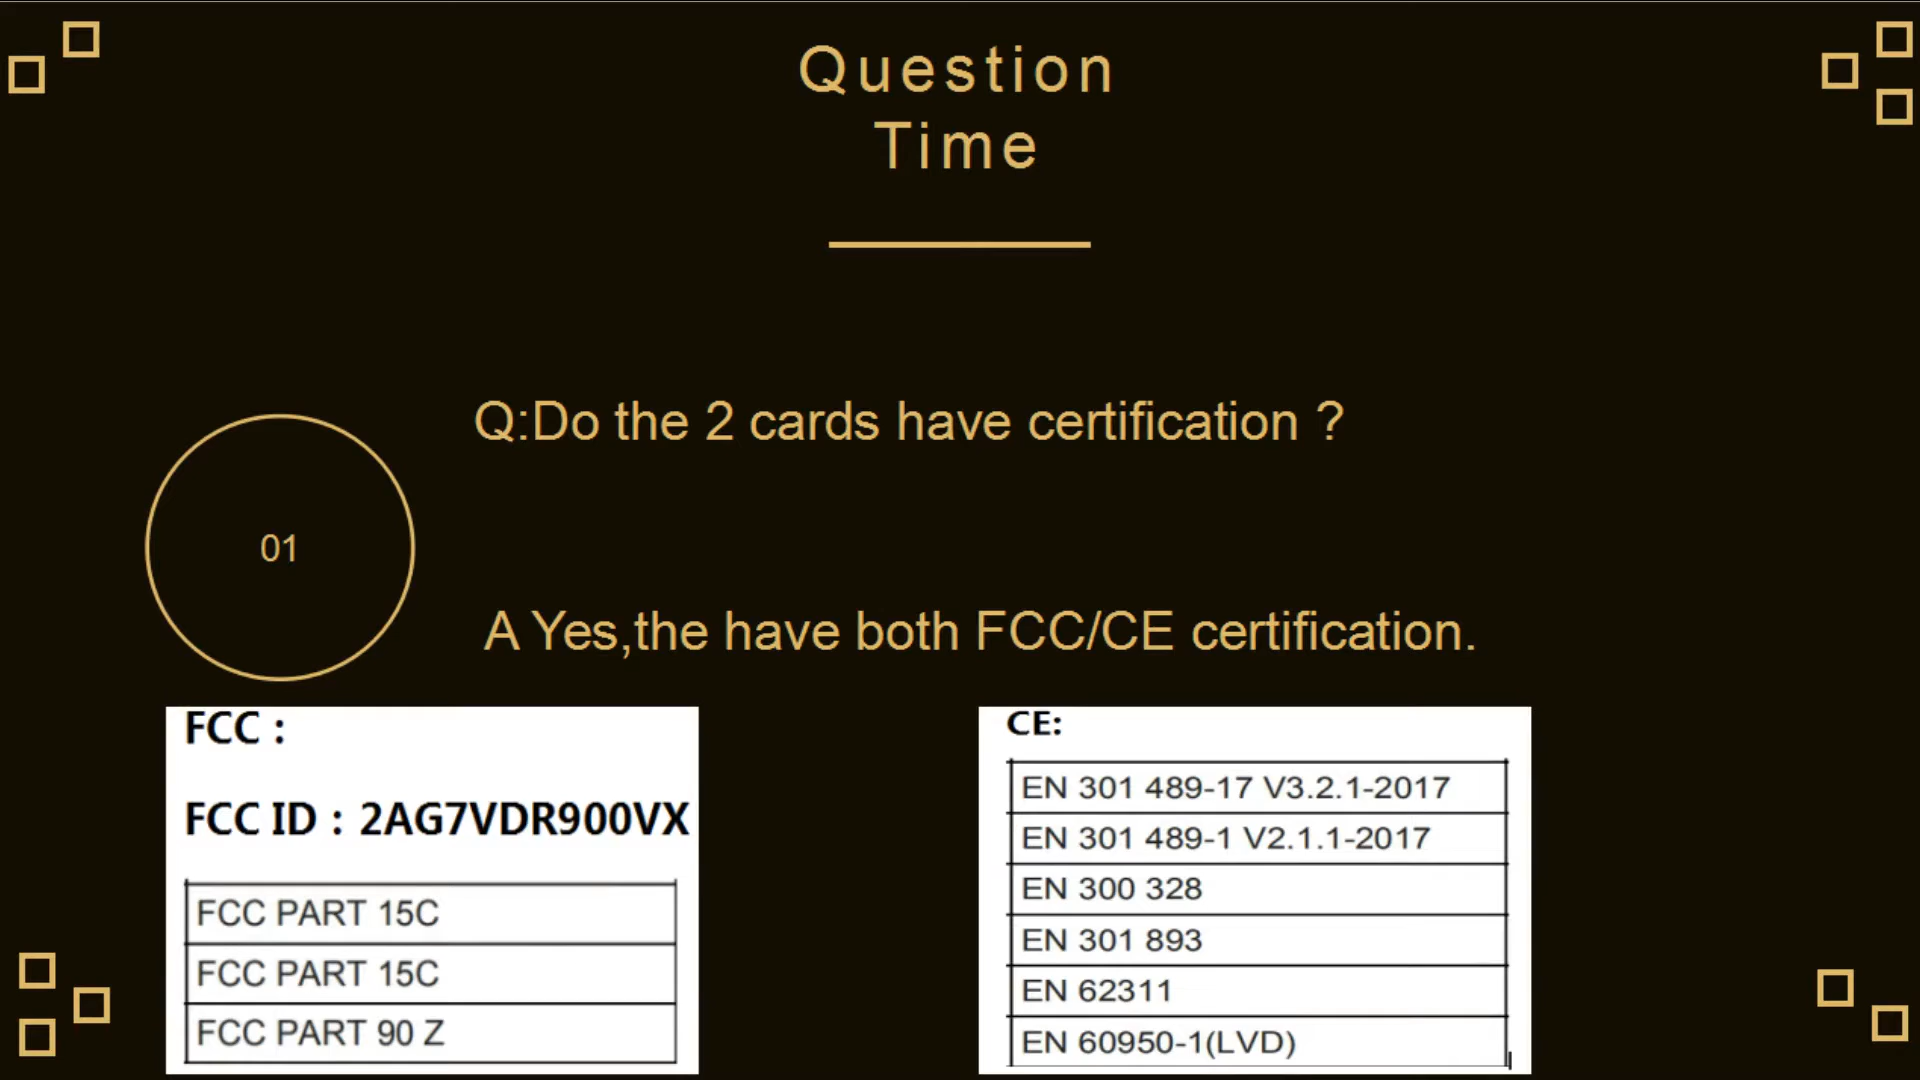 Question
Time
Q:Do the 2 cards have certification ?
01
A Yes,the have both FCC/CE certification.
FCC :
FCC ID : 2AG7VDR900VX
FCC PART 15C
FCC PART 15C
FCC PART 90 Z
CE:
EN 301 489-17 V3.2.1-2017
EN 301 489-1 V2.1.1-2017
EN 300 328
EN 301 893
EN 62311
EN 60950-1(LVD)